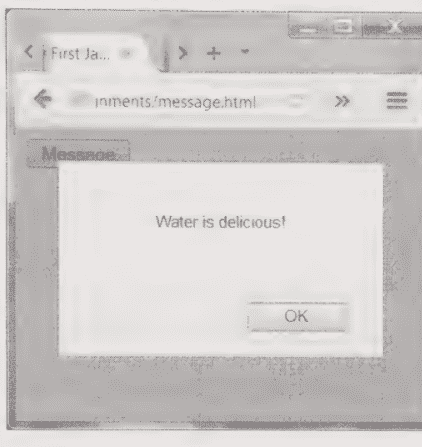 First Ja...
nments/message.html
Message
Water is delicious!
OK